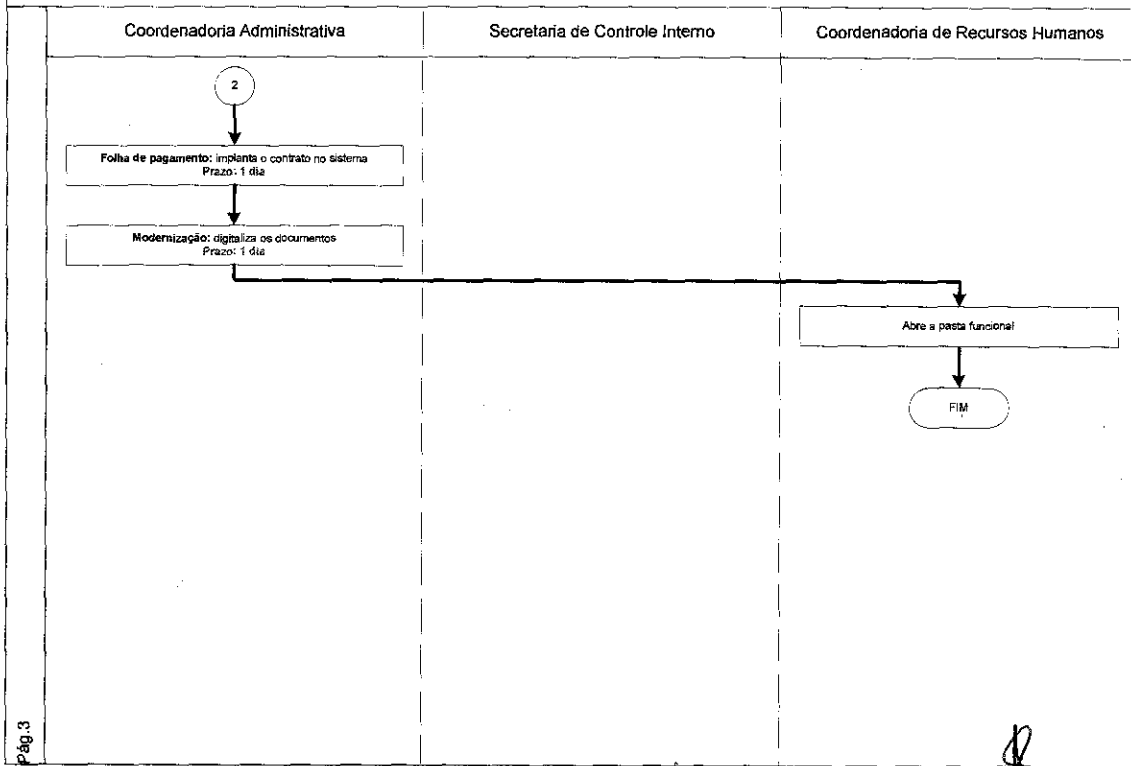 Coordenadoria Administrativa
Secretaria de Controle Interno
Coordenadoria de Recursos Humanos
2
Folha de pagamento: implanta o contrato no sistema
Prazo: 1 dia
Modernização: digitaliza os documentos
Prazo: 1 dia
Abre a pasta funcional
FIM
Pág.3